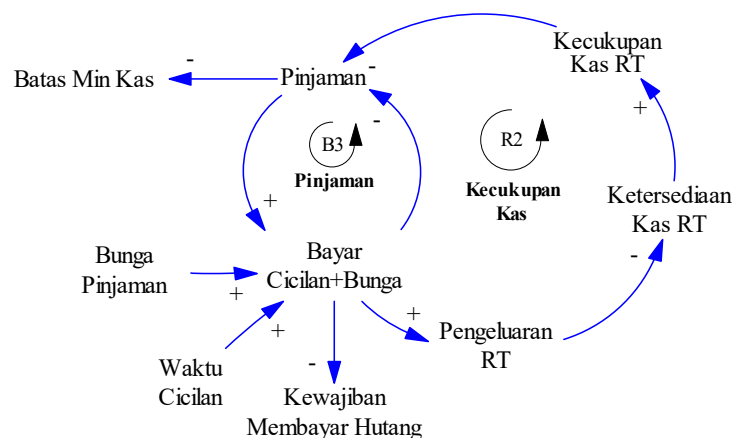 Kecukupan
Kas RT
-
Batas Min Kas
Pinjaman
-
-
+
B3
R2
Pinjaman
Kecukupan
Kas
Ketersediaan
Kas RT
+
-
Bunga
Pinjaman
+
Bayar
Cicilan+Bunga
+
+
Pengeluaran
RT
Waktu
Cicilan
-
Kewajiban
Membayar Hutang